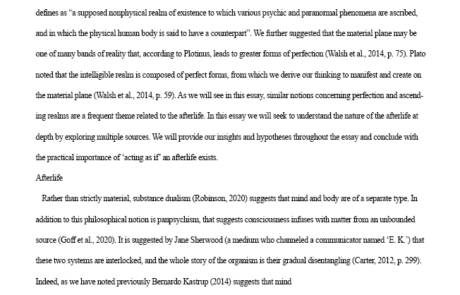 defines as “a supposed nonphysical realm of existence to which various psychic and paranormal phenomena are ascribed,
and in which the physical human body is said to have a counterpart”. We further suggested that the material plane may be
one of many bands of reality that, according to Plotinus, leads to greater forms of perfection (Walsh et al., 2014, p. 75). Plato
noted that the intelligible realm is composed of perfect forms, from which we derive our thinking to manifest and create on
the material plane (Walsh et al., 2014, p. 59). As we will see in this essay, similar notions concerning perfection and ascend-
ing realms are a frequent theme related to the afterlife. In this essay we will seek to understand the nature of the afterlife at
depth by exploring multiple sources. We will provide our insights and hypotheses throughout the essay and conclude with
the practical importance of ‘acting as if’ an afterlife exists.
Afterlife
Rather than strictly material, substance dualism (Robinson, 2020) suggests that mind and body are of a separate type. In
addition to this philosophical notion is panpsychism, that suggests consciousness infuses with matter from an unbounded
source (Goff et al., 2020). It is suggested by Jane Sherwood (a medium who channeled a communicator named ‘E. K.’) that
these two systems are interlocked, and the whole story of the organism is their gradual disentangling (Carter, 2012, p. 299).
Indeed, as we have noted previously Bernardo Kastrup (2014) suggests that mind